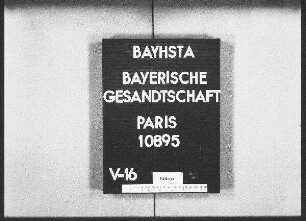 BAYHSTA
BAYERISCHE
GESANDTSCHAFT
PARIS
10895
V-16